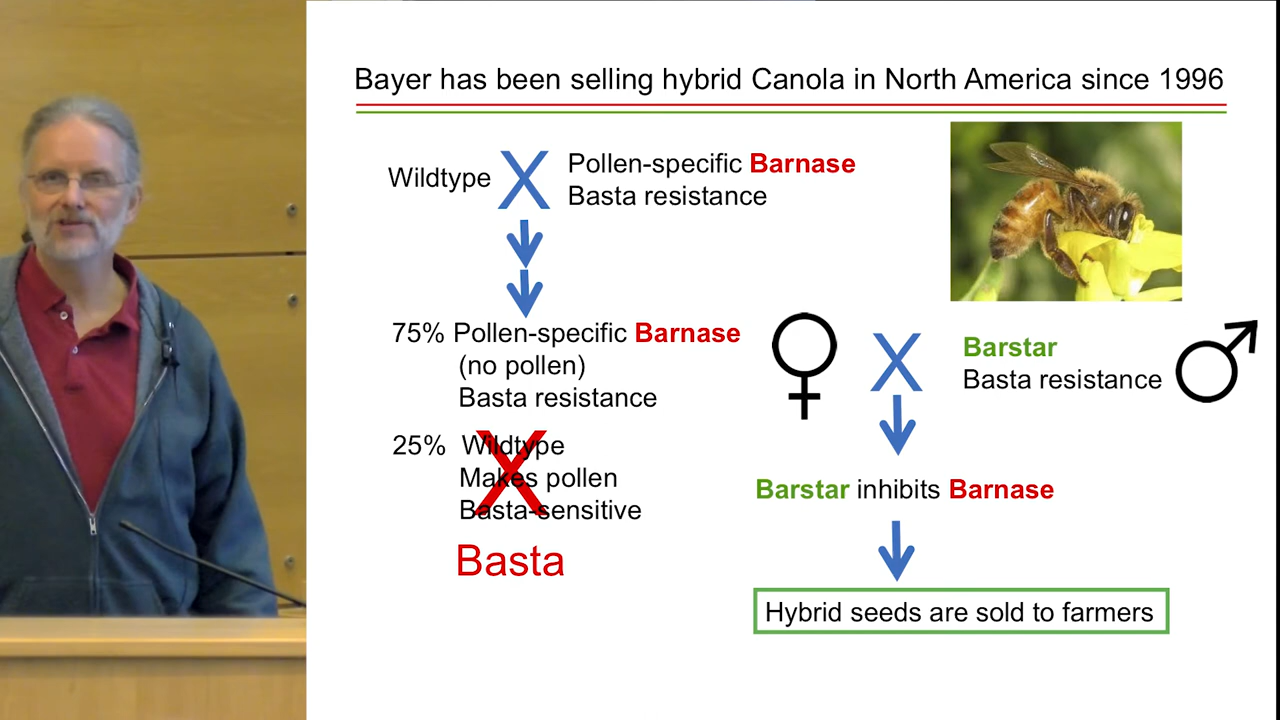 Bayer has been selling hybrid Canola in North America since 1996
Wildtype X Pollen-specific Barnase
Basta resistance
75% Pollen-specific Barnase
(no pollen)
Basta resistance
25% Wildtype
Makes pollen
Basta-sensitive
Basta
X Barstar
Basta resistance
Barstar inhibits Barnase
Hybrid seeds are sold to farmers